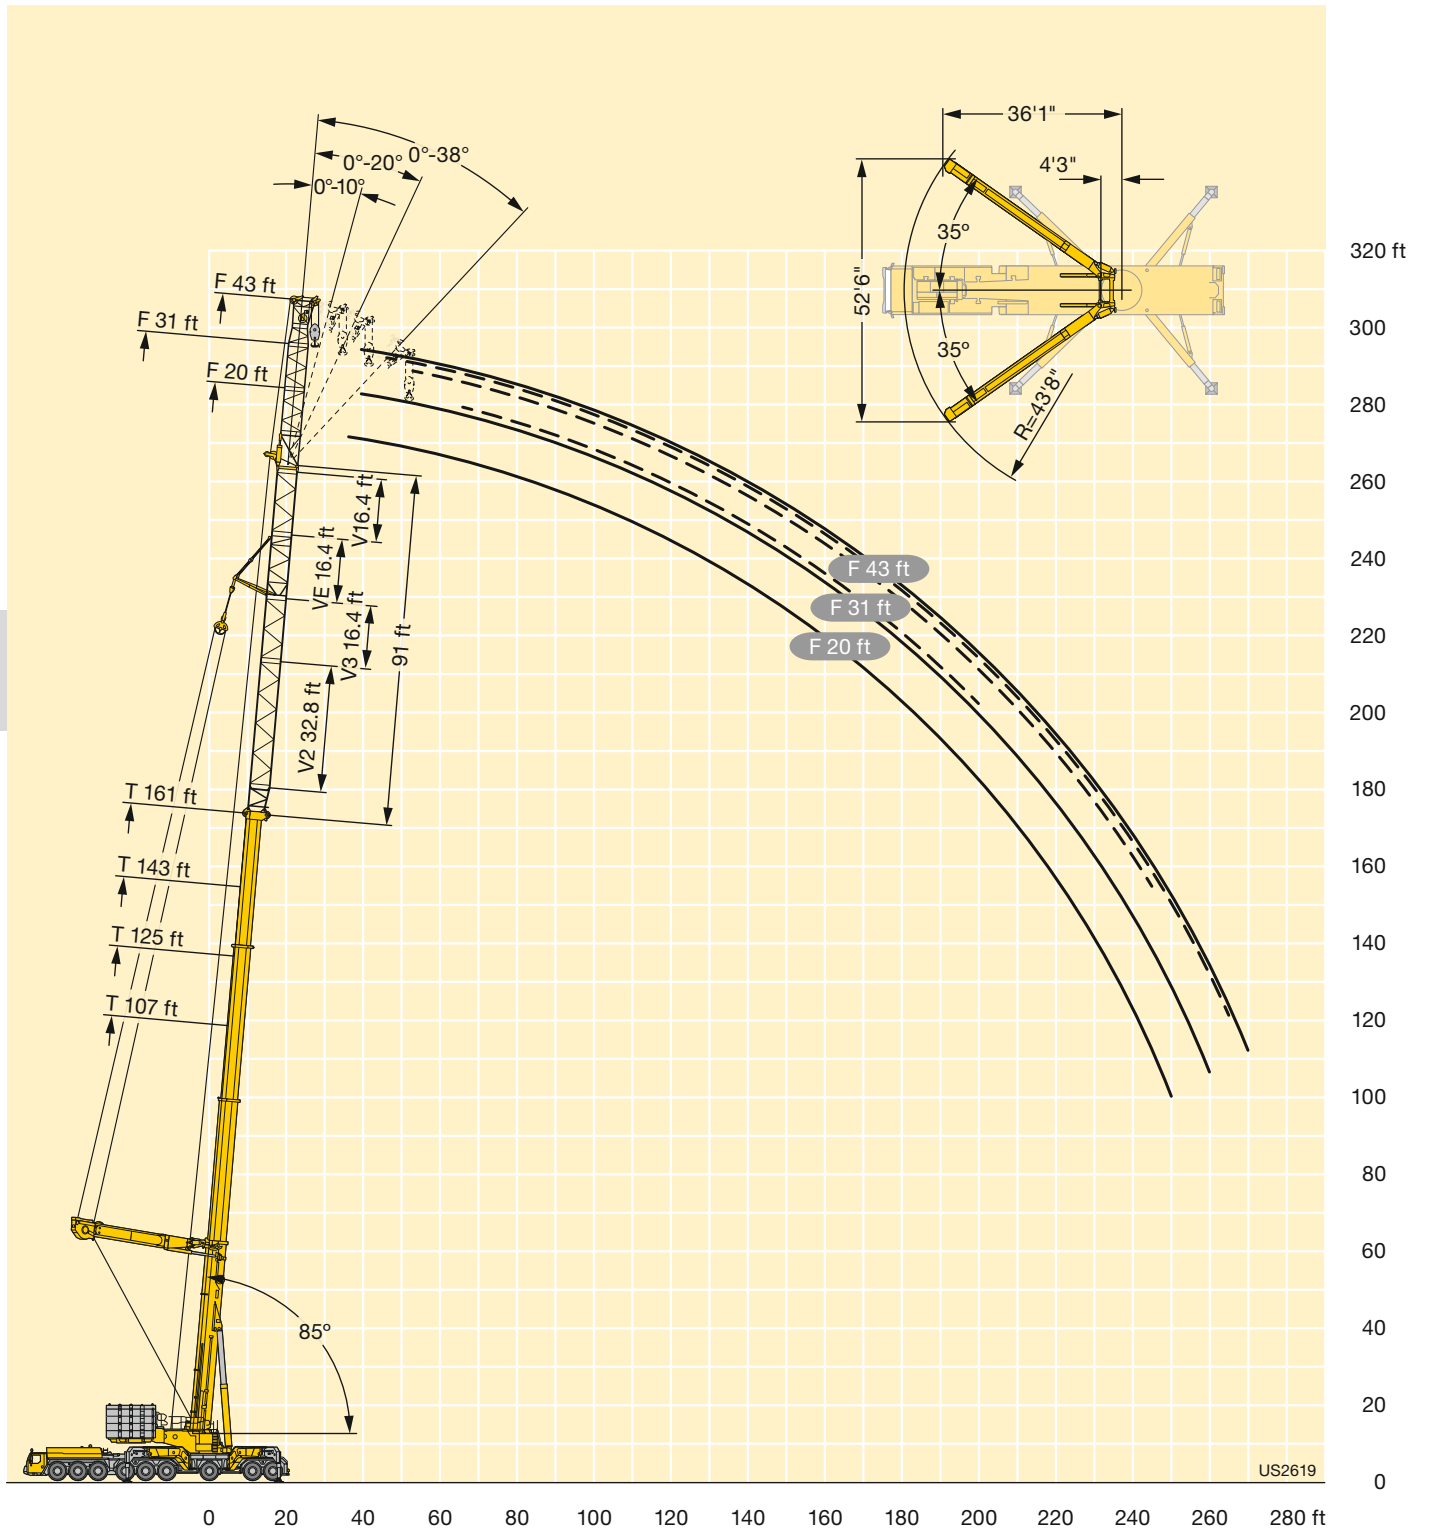 36'1"
0°-38°
0°-20°
4'3"
0°-10°
35°
52'6"
320 ft
F 43 ft
F 31 ft
300
35°
F 20 ft
R=43'8"
280
260
V16.4 ft
240
VE 16.4 ft
F 43 ft
F 31 ft
220
V3 16.4 ft
91 ft
F 20 ft
200
V2 32.8 ft
T 161 ft
180
T 143 ft
160
T 125 ft
140
T 107 ft
120
100
80
60
40
85°
20
US2619
0
0 20 40 60 80 100 120 140 160 180 200 220 240 260 280 ft